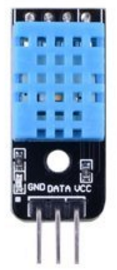 GND DATA VCC